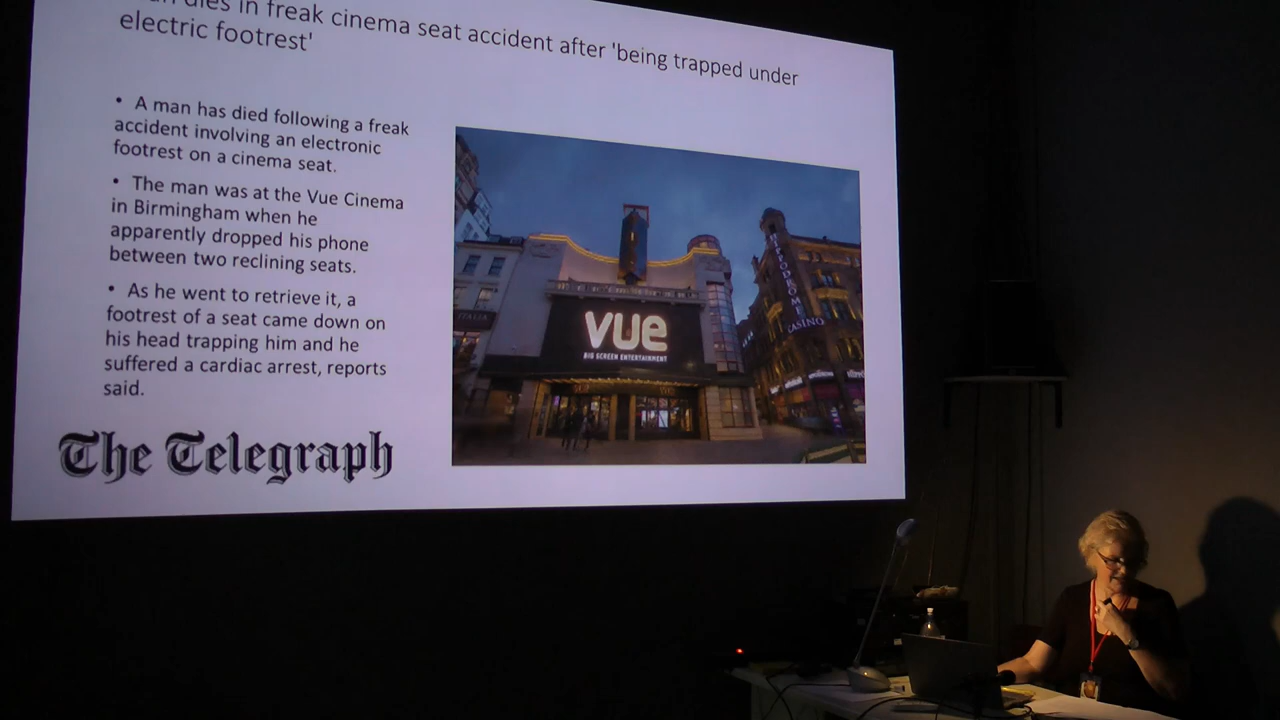 dies in freak cinema seat accident after 'being trapped under
electric footrest'
• A man has died following a freak
accident involving an electronic
footrest on a cinema seat.
• The man was at the Vue Cinema
in Birmingham when he
apparently dropped his phone
between two reclining seats.
• As he went to retrieve it, a
footrest of a seat came down on
his head trapping him and he
suffered a cardiac arrest, reports
said.
The Telegraph
vue
BIG SCREEN ENTERTAINMENT
HIPPODROME
CASINO
ITALIA